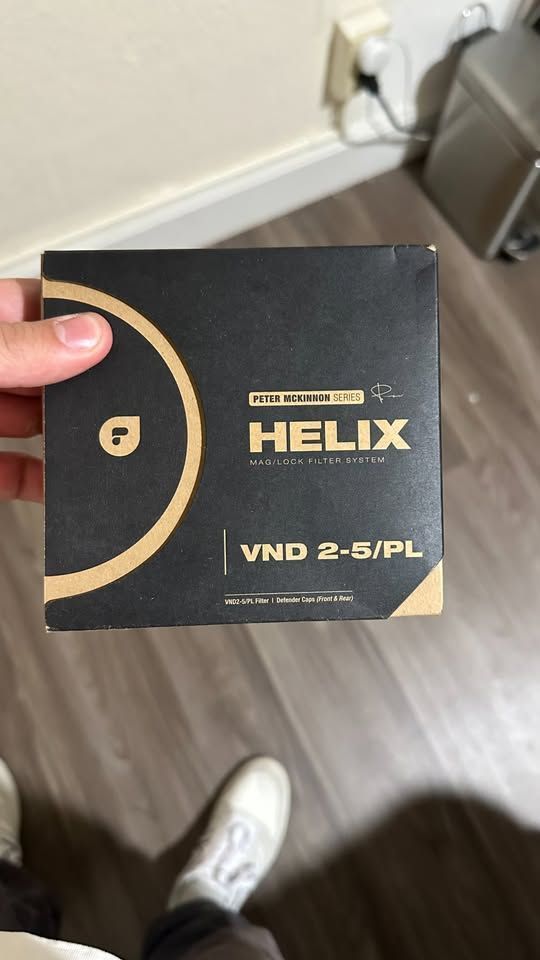 PETER MCKINNON SERIES
HELIX
MAG/LOCK FILTER SYSTEM
VND 2-5/PL
VND2-5/PL Filter | Defender Caps (Front & Rear)